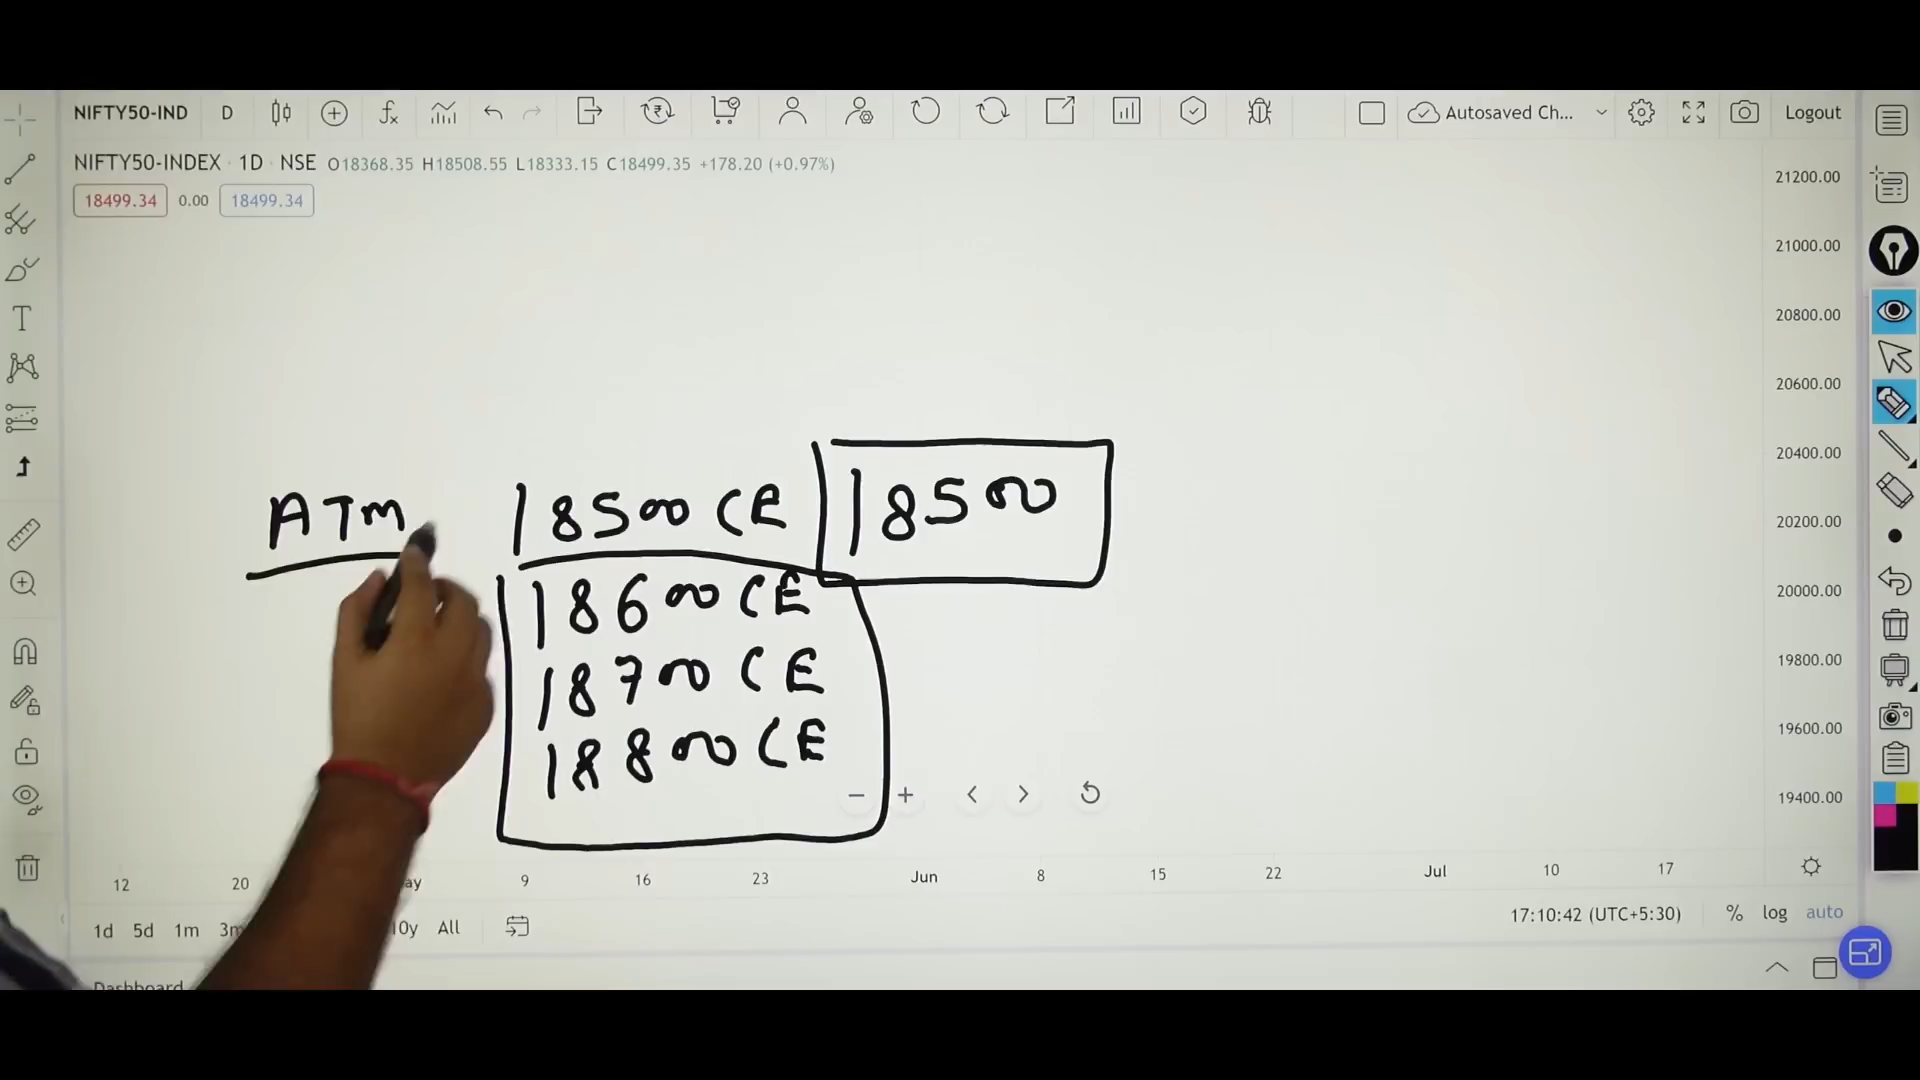 NIFTY50-IND D Autosaved Ch... Logout
NIFTY50-INDEX · 1D · NSE O18368.35 H18508.55 L18333.15 C18499.35 +178.20 (+0.97%)
18499.34 0.00 18499.34
21200.00
21000.00
20800.00
20600.00
20400.00
20200.00
20000.00
19800.00
19600.00
19400.00
ATM 18500 CE 18500
18600 CE
18700 CE
18800 CE
12 20 9 16 23 Jun 8 15 22 Jul 10 17
1d 5d 1m 10y All 17:10:42 (UTC+5:30) % log auto
Dashboard